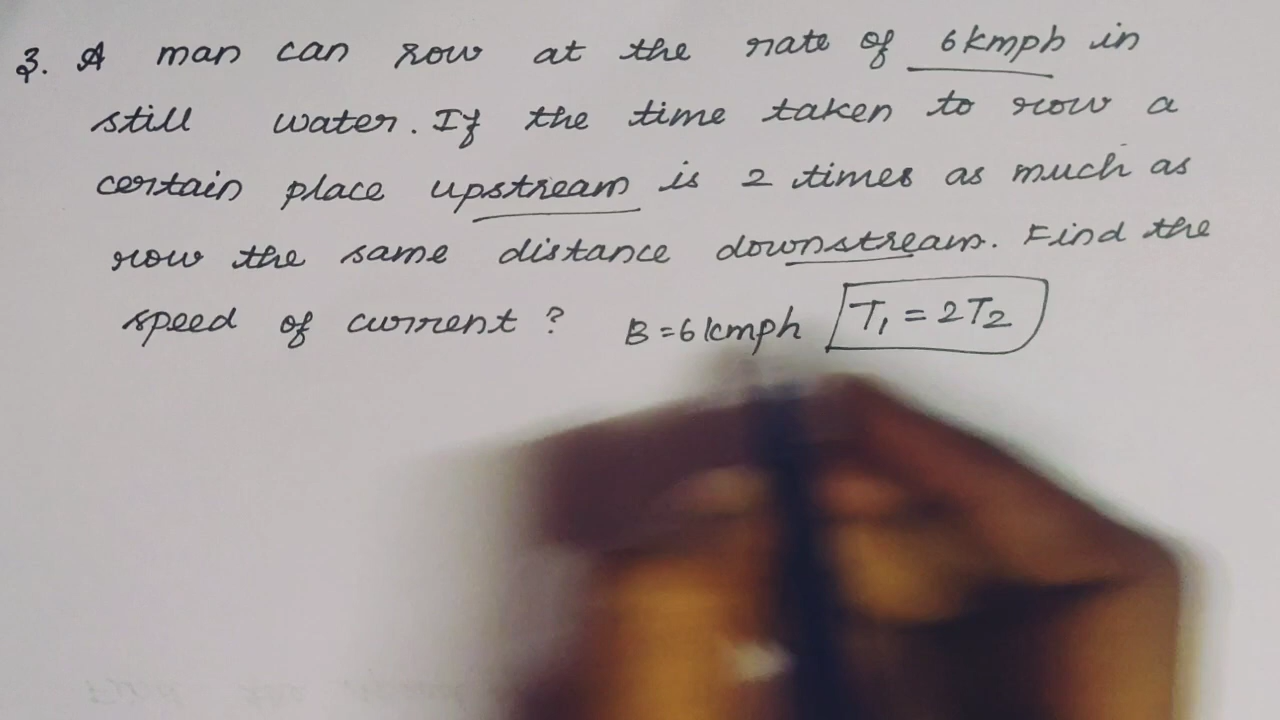 3. A man can row at the rate of 6kmph in
still water. If the time taken to row a
certain place upstream is 2 times as much as
row the same distance downstream. Find the
speed of current ? B=6kmph T1 = 2T2